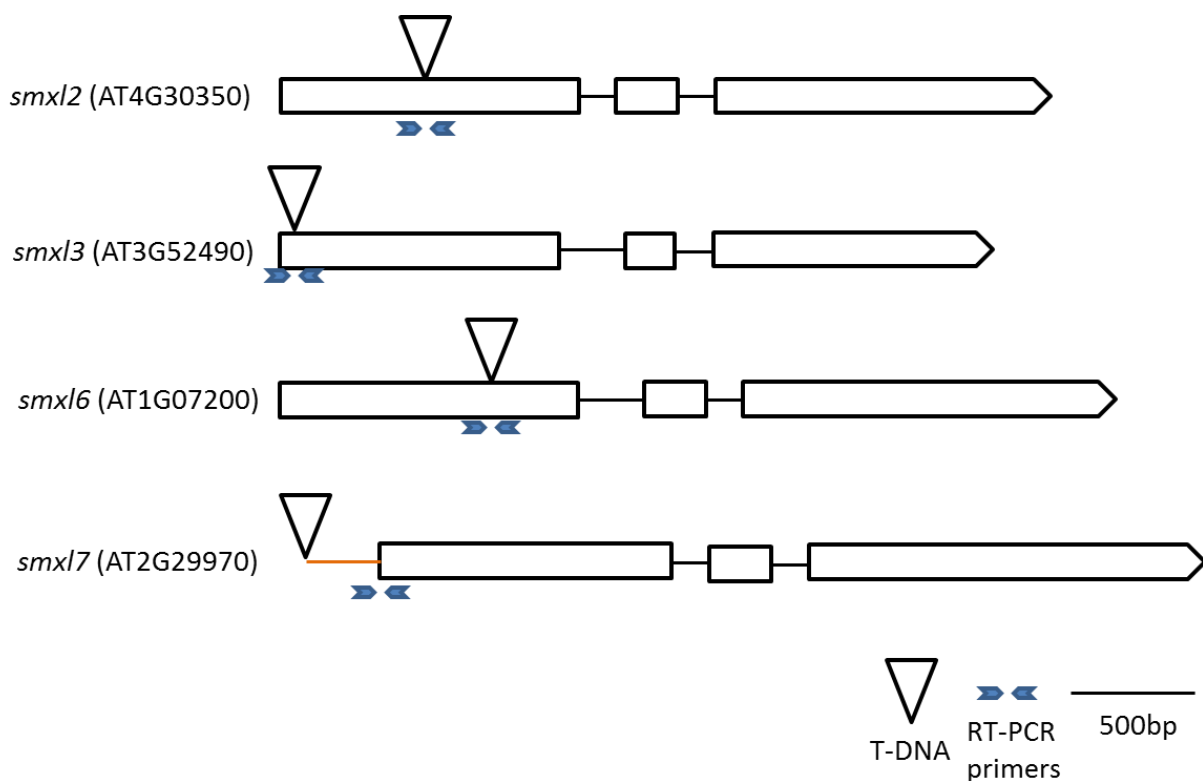 smxl2 (AT4G30350)
smxl3 (AT3G52490)
smxl6 (AT1G07200)
smxl7 (AT2G29970)
T-DNA
RT-PCR
primers
500bp